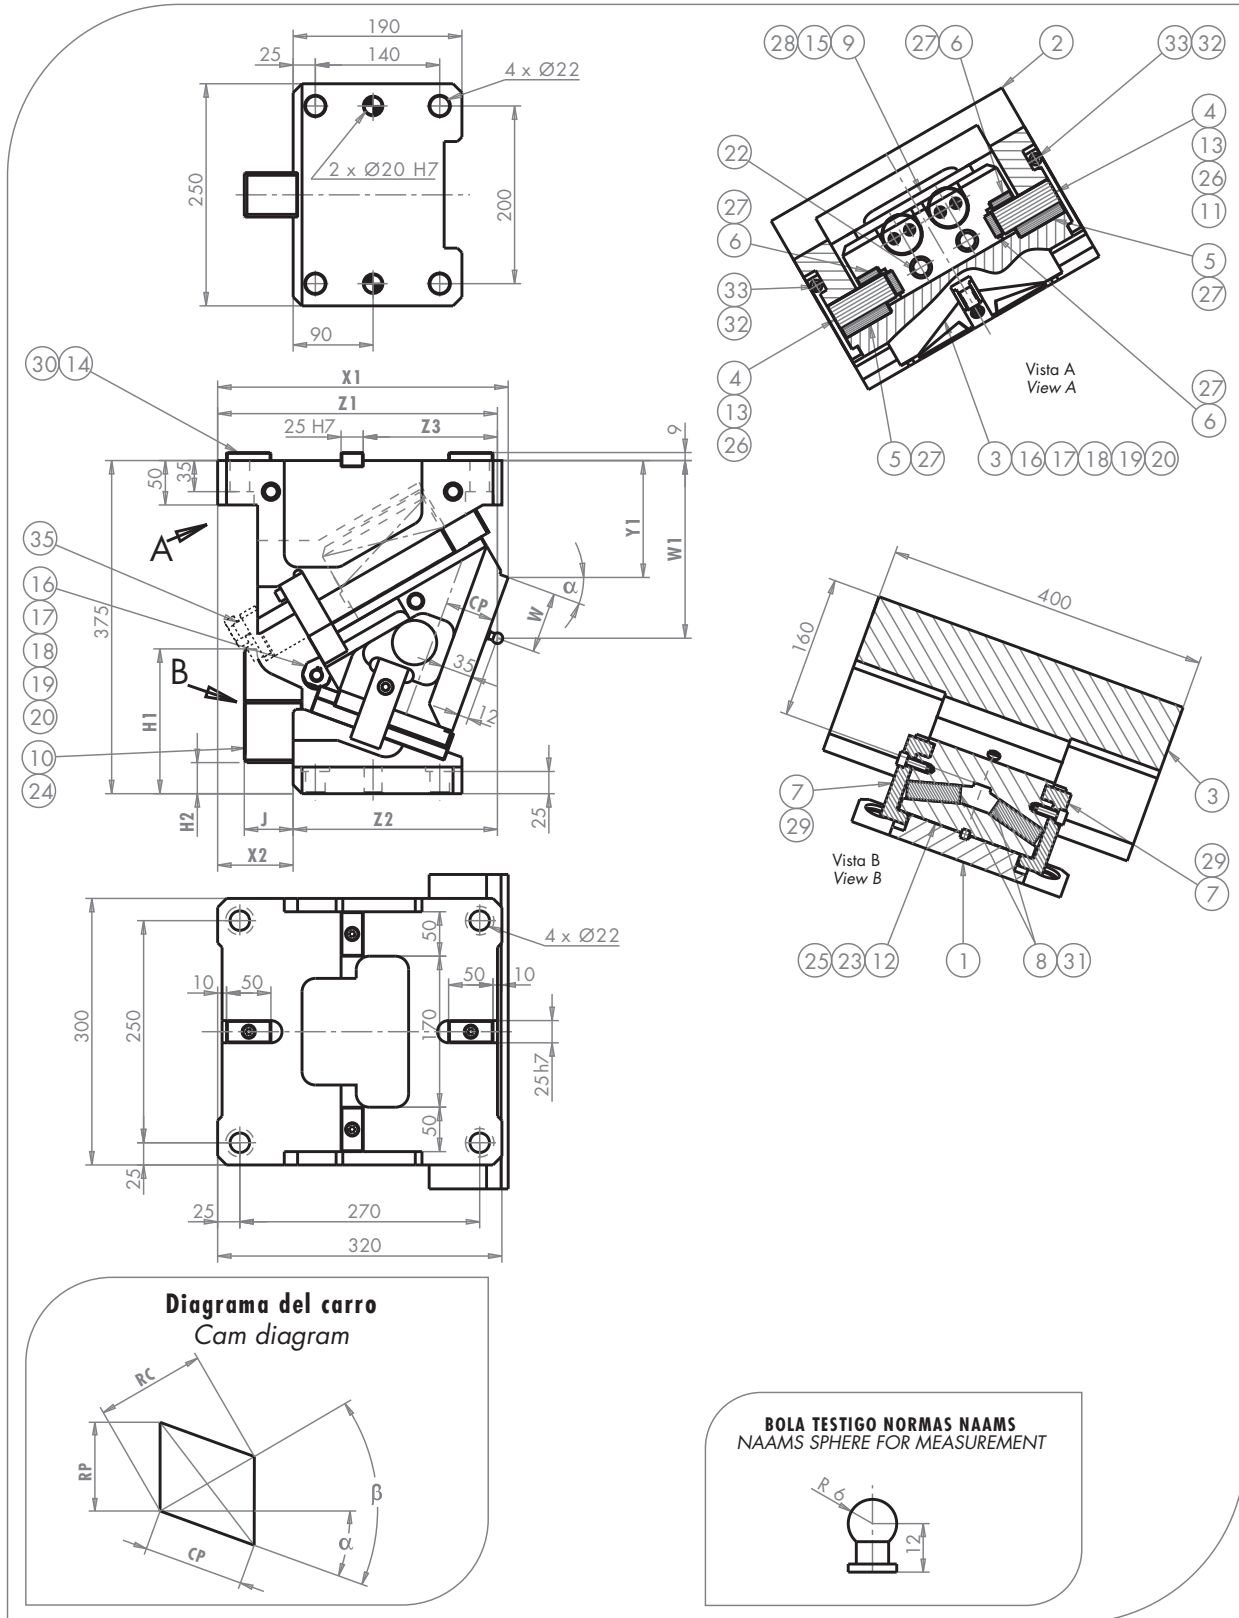 190
25
140
4 x Ø22
2 x Ø20 H7
250
200
90
28 15 9
27 6
2
33 32
4
13
26
11
5
27
22
27
6
33
32
4
13
26
5 27
3 16 17 18 19 20
27
6
Vista A
View A
30 14
X1
Z1
25 H7
Z3
9
50
35
A
Y1
W1
α
CP
W
35
12
375
35
16
17
18
19
20
10
24
B
H1
H2
J
Z2
25
X2
400
160
7
29
3
29
7
Vista B
View B
25 23 12
1
8 31
4 x Ø22
50
10
50
50
10
300
250
170
25h7
50
25
25
270
320
Diagrama del carro
Cam diagram
RC
RP
CP
α
β
BOLA TESTIGO NORMAS NAAMS
NAAMS SPHERE FOR MEASUREMENT
R 6
12